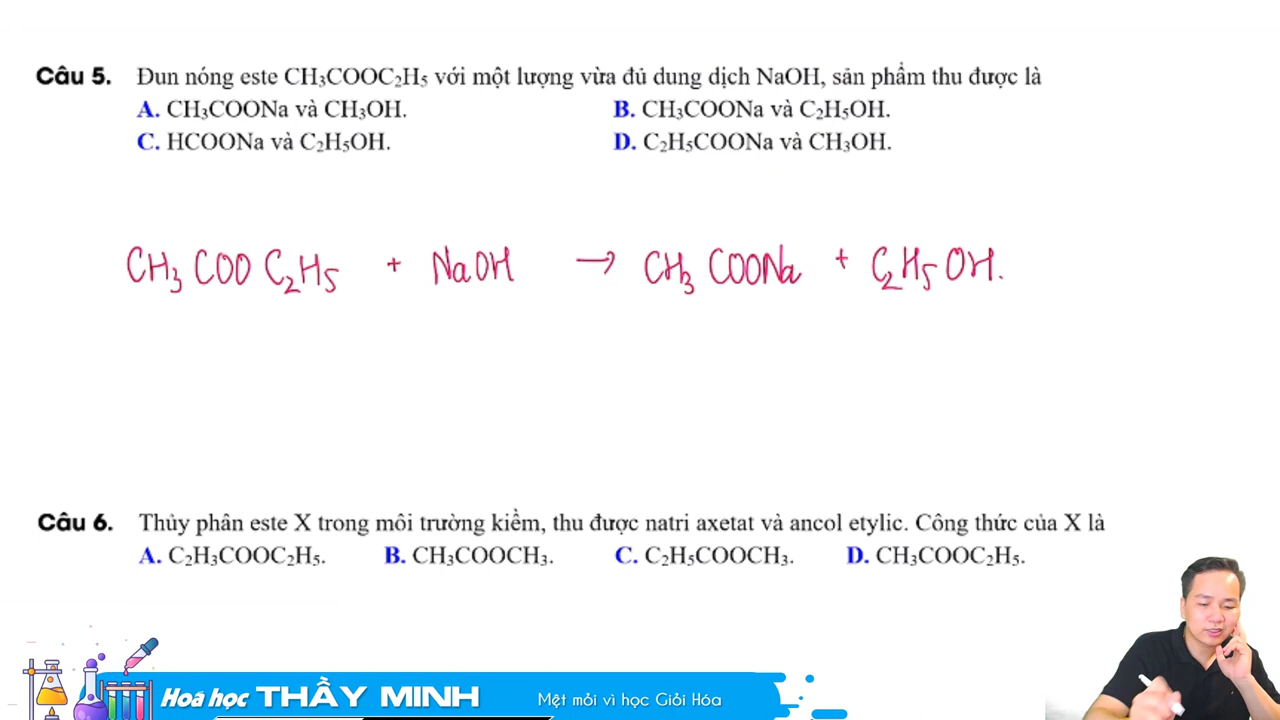 Câu 5. Đun nóng este CH₃COOC₂H₅ với một lượng vừa đủ dung dịch NaOH, sản phẩm thu được là
A. CH₃COONa và CH₃OH. B. CH₃COONa và C₂H₅OH.
C. HCOONa và C₂H₅OH. D. C₂H₅COONa và CH₃OH.
CH₃COOC₂H₅ + NaOH → CH₃COONa + C₂H₅OH.
Câu 6. Thủy phân este X trong môi trường kiềm, thu được natri axetat và ancol etylic. Công thức của X là
A. C₂H₃COOC₂H₅. B. CH₃COOCH₃. C. C₂H₅COOCH₃. D. CH₃COOC₂H₅.
Hoá học THẦY MINH Mệt mỏi vì học Giỏi Hóa